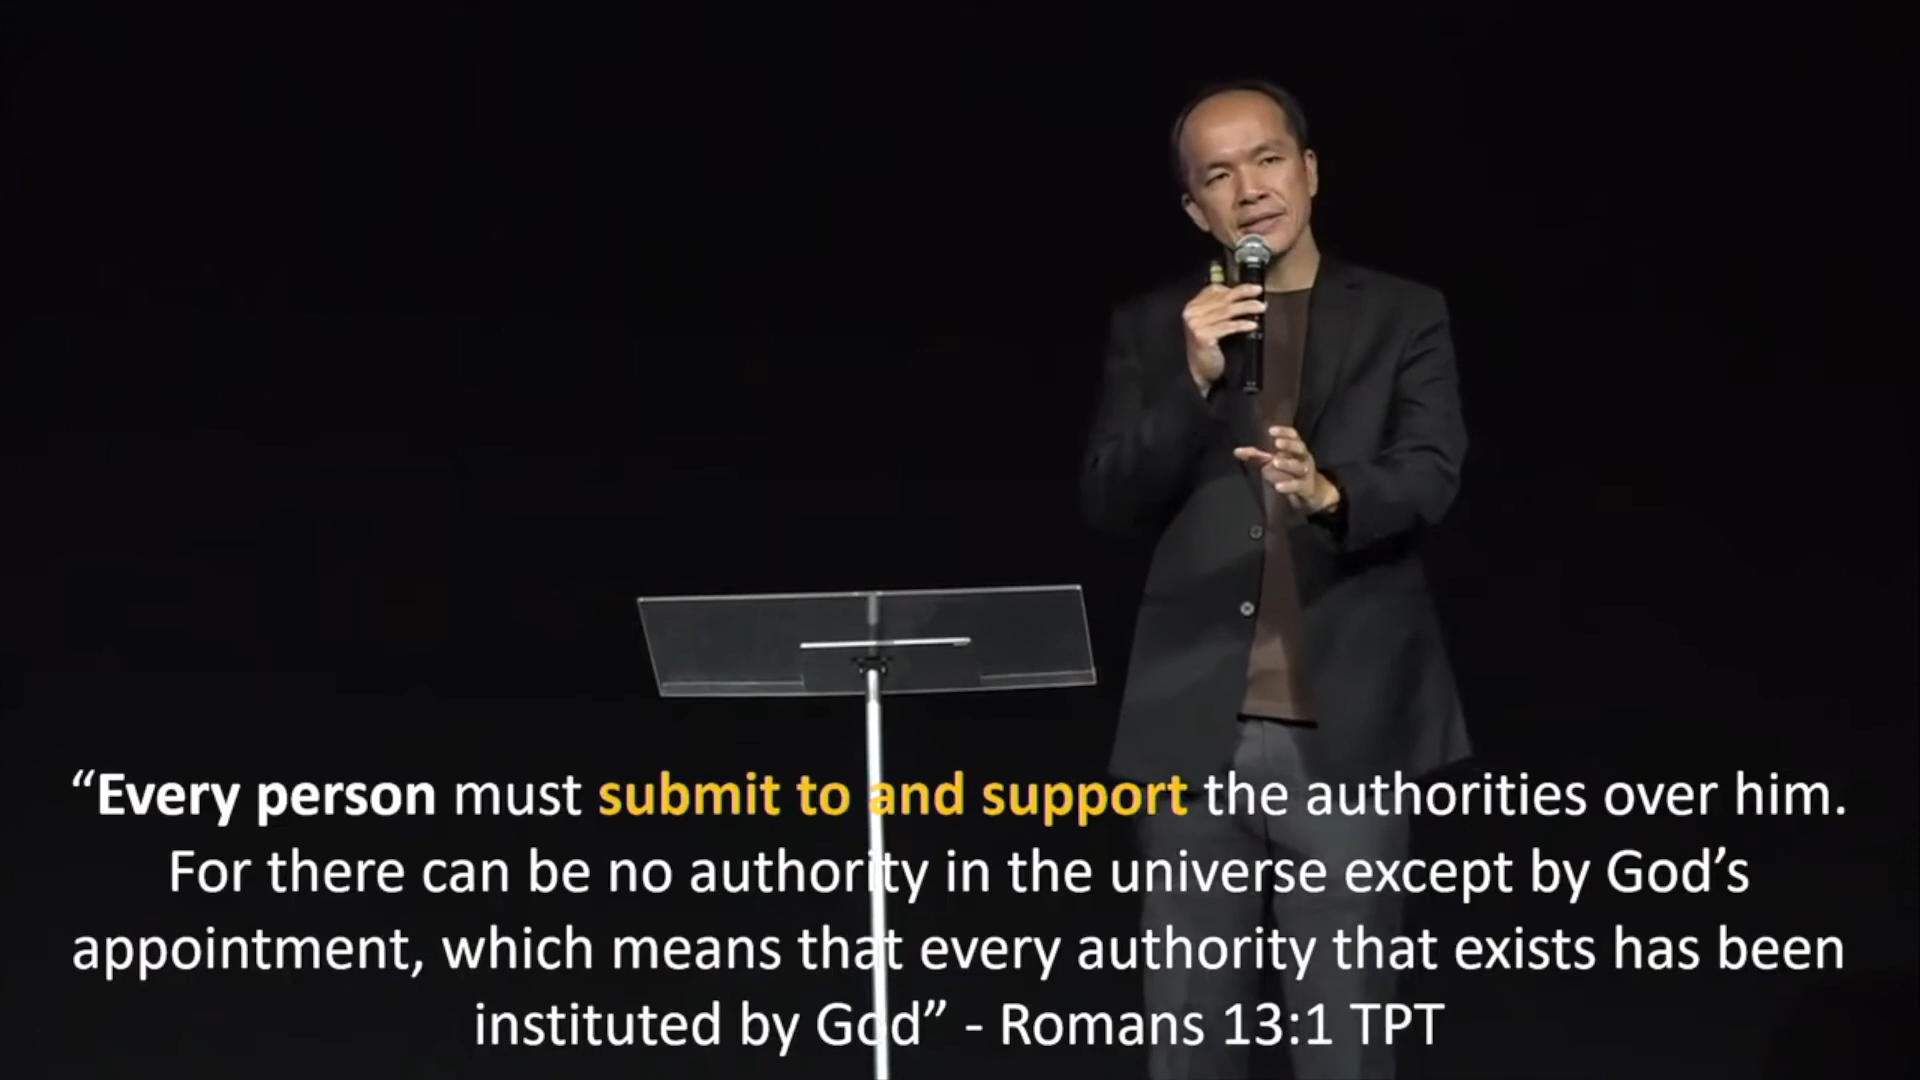 “Every person must submit to and support the authorities over him.
For there can be no authority in the universe except by God’s
appointment, which means that every authority that exists has been
instituted by God” - Romans 13:1 TPT